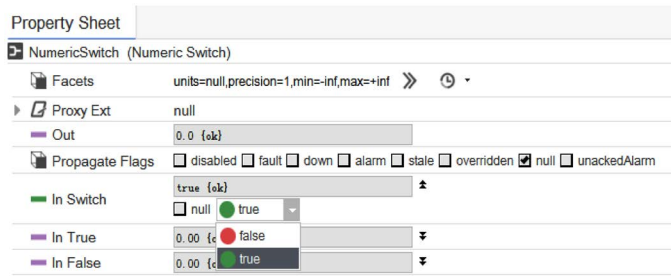 Property Sheet
NumericSwitch (Numeric Switch)
Facets units=null,precision=1,min=-inf,max=+inf
Proxy Ext null
Out 0.0 {ok}
Propagate Flags disabled fault down alarm stale overridden null unackedAlarm
true {ok}
In Switch
null true
In True 0.00 false
true
In False 0.00